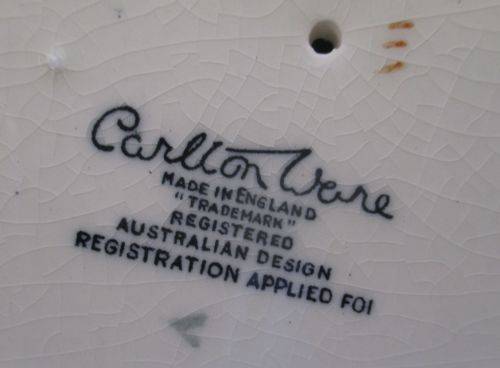 Carlton Ware
MADE IN ENGLAND
"TRADEMARK"
REGISTERED
AUSTRALIAN DESIGN
REGISTRATION APPLIED FOI